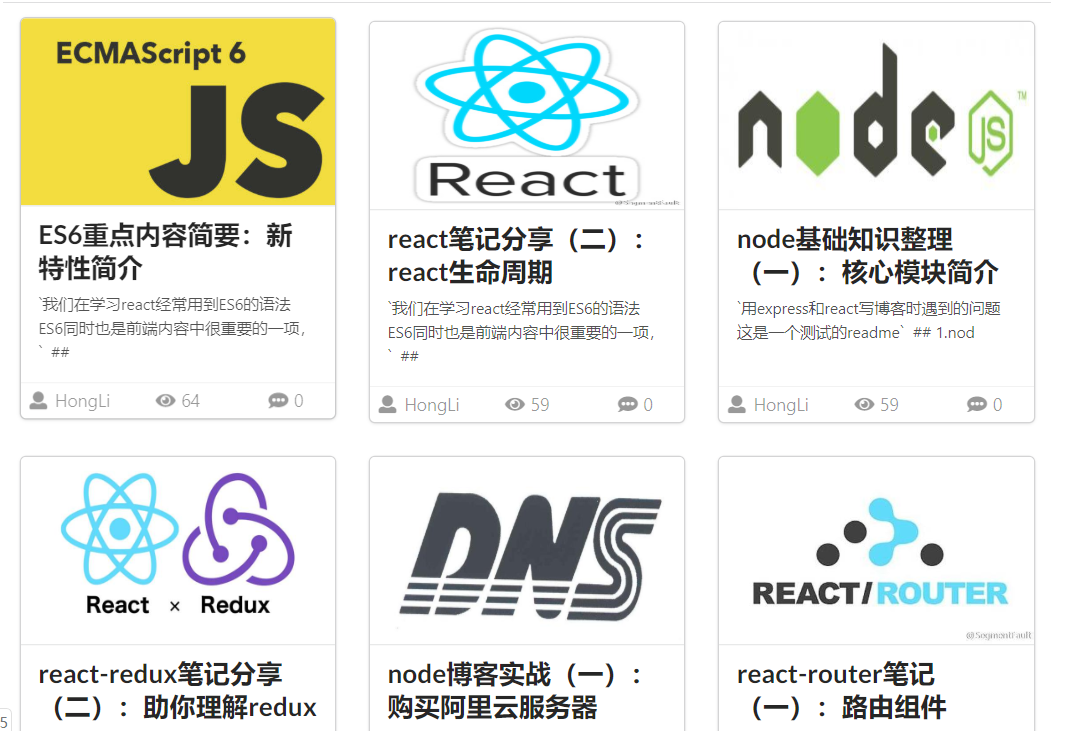 ECMAScript 6
JS
ES6重点内容简要：新
特性简介
`我们在学习react经常用到ES6的语法
ES6同时也是前端内容中很重要的一项，
` ##
HongLi 64 0
React
@SegmentFault
react笔记分享（二）：
react生命周期
`我们在学习react经常用到ES6的语法
ES6同时也是前端内容中很重要的一项，
` ##
HongLi 59 0
node JS TM
node基础知识整理
（一）：核心模块简介
`用express和react写博客时遇到的问题
这是一个测试的readme` ## 1.nod
HongLi 59 0
React × Redux
react-redux笔记分享
（二）：助你理解redux
DNS
node博客实战（一）：
购买阿里云服务器
REACT/ROUTER
@SegmentFault
react-router笔记
（一）：路由组件
5